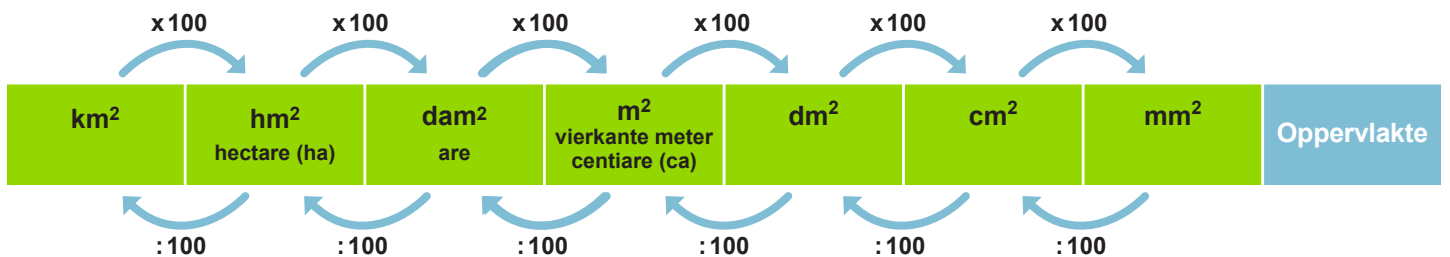 x 100 x 100 x 100 x 100 x 100 x 100
km² hm² dam² m² dm² cm² mm² Oppervlakte
hectare (ha) are vierkante meter
centiare (ca)
: 100 : 100 : 100 : 100 : 100 : 100